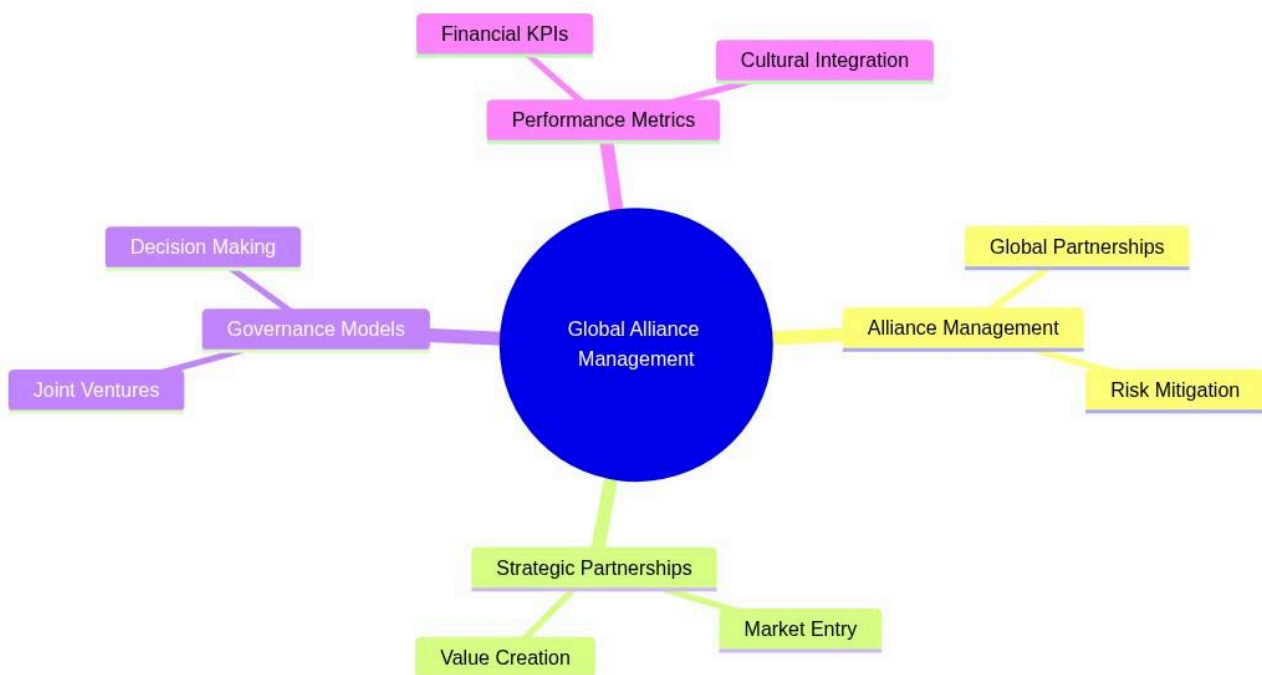 Financial KPIs
Cultural Integration
Performance Metrics
Decision Making
Global Partnerships
Governance Models
Global Alliance
Management
Alliance Management
Joint Ventures
Risk Mitigation
Strategic Partnerships
Market Entry
Value Creation